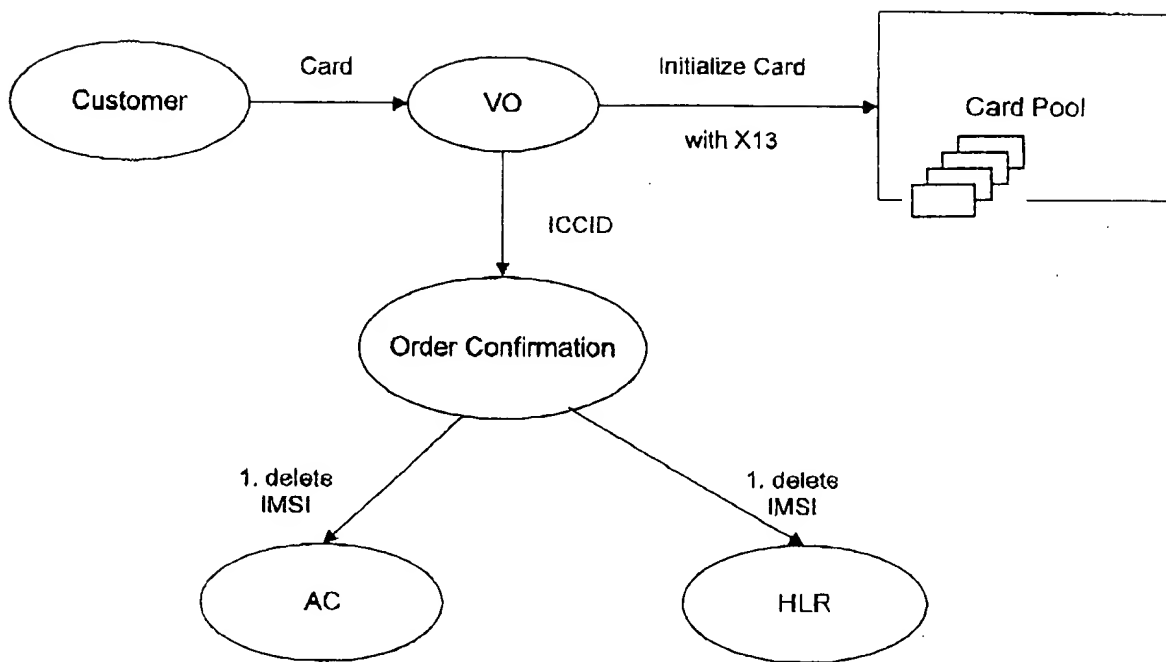 Card
Initialize Card
Customer
VO
Card Pool
with X13
ICCID
Order Confirmation
1. delete
IMSI
1. delete
IMSI
AC
HLR